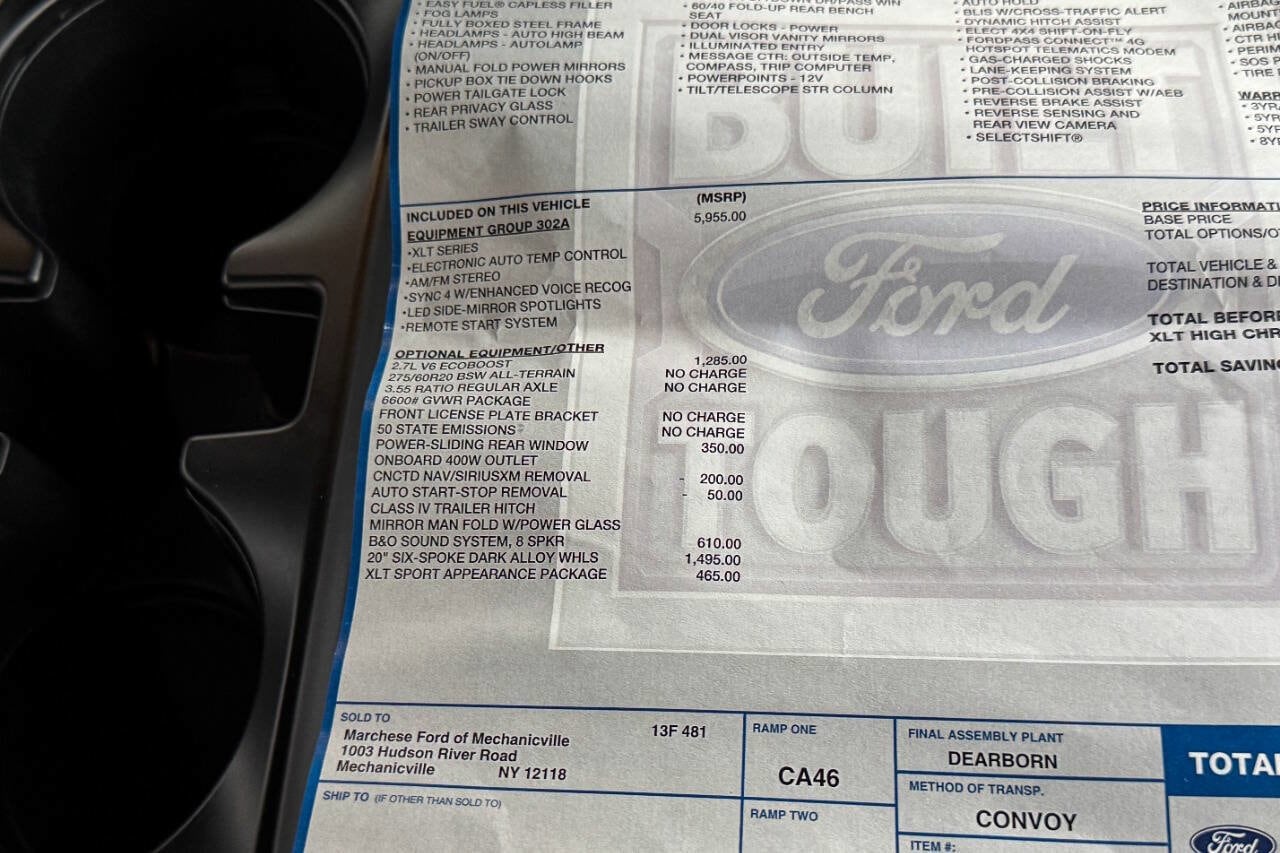 • EASY FUEL® CAPLESS FILLER
• FOG LAMPS
• FULLY BOXED STEEL FRAME
• HEADLAMPS - AUTO HIGH BEAM
• HEADLAMPS - AUTOLAMP
(ON/OFF)
• MANUAL FOLD POWER MIRRORS
• PICKUP BOX TIE DOWN HOOKS
• POWER TAILGATE LOCK
• REAR PRIVACY GLASS
• TRAILER SWAY CONTROL
• 60/40 FOLD-UP REAR BENCH
SEAT
• DOOR LOCKS - POWER
• DUAL VISOR VANITY MIRRORS
• ILLUMINATED ENTRY
• MESSAGE CTR: OUTSIDE TEMP,
COMPASS, TRIP COMPUTER
• POWERPOINTS - 12V
• TILT/TELESCOPE STR COLUMN
• AUTO HOLD
• BLIS W/CROSS-TRAFFIC ALERT
• DYNAMIC HITCH ASSIST
• ELECT 4X4 SHIFT-ON-FLY
• FORDPASS CONNECT™ 4G
HOTSPOT TELEMATICS MODEM
• GAS-CHARGED SHOCKS
• LANE-KEEPING SYSTEM
• POST-COLLISION BRAKING
• PRE-COLLISION ASSIST W/AEB
• REVERSE BRAKE ASSIST
• REVERSE SENSING AND
REAR VIEW CAMERA
• SELECTSHIFT®
BUILT
Ford
TOUGH
INCLUDED ON THIS VEHICLE (MSRP)
EQUIPMENT GROUP 302A 5,955.00
•XLT SERIES
•ELECTRONIC AUTO TEMP CONTROL
•AM/FM STEREO
•SYNC 4 W/ENHANCED VOICE RECOG
•LED SIDE-MIRROR SPOTLIGHTS
•REMOTE START SYSTEM
OPTIONAL EQUIPMENT/OTHER
2.7L V6 ECOBOOST 1,285.00
275/60R20 BSW ALL-TERRAIN NO CHARGE
3.55 RATIO REGULAR AXLE NO CHARGE
6600# GVWR PACKAGE
FRONT LICENSE PLATE BRACKET NO CHARGE
50 STATE EMISSIONS NO CHARGE
POWER-SLIDING REAR WINDOW 350.00
ONBOARD 400W OUTLET
CNCTD NAV/SIRIUSXM REMOVAL - 200.00
AUTO START-STOP REMOVAL - 50.00
CLASS IV TRAILER HITCH
MIRROR MAN FOLD W/POWER GLASS
B&O SOUND SYSTEM, 8 SPKR 610.00
20" SIX-SPOKE DARK ALLOY WHLS 1,495.00
XLT SPORT APPEARANCE PACKAGE 465.00
BASE PRICE
TOTAL VEHICLE &
SOLD TO
Marchese Ford of Mechanicville 13F 481
1003 Hudson River Road
Mechanicville NY 12118
SHIP TO (IF OTHER THAN SOLD TO)
RAMP ONE
CA46
RAMP TWO
FINAL ASSEMBLY PLANT
DEARBORN
METHOD OF TRANSP.
CONVOY
ITEM #:
TOTAL
Ford